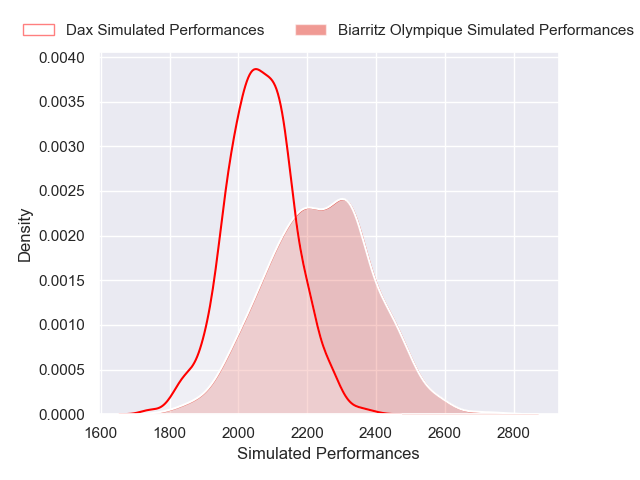 Dax Simulated Performances Biarritz Olympique Simulated Performances
0.0040
0.0035
0.0030
0.0025
0.0020
0.0015
0.0010
0.0005
0.0000
Density
1600 1800 2000 2200 2400 2600 2800
Simulated Performances